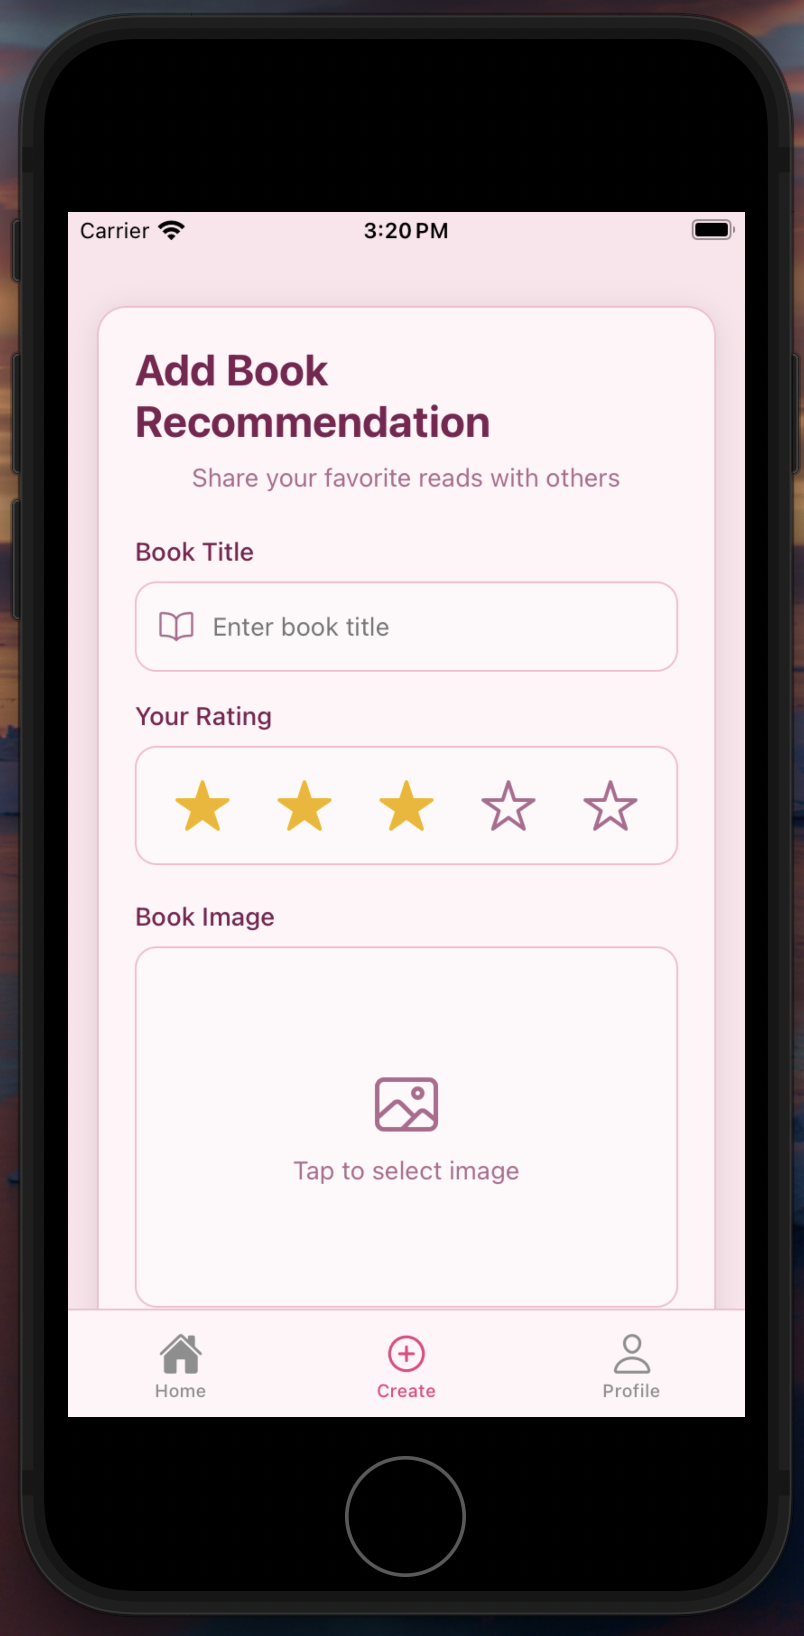 Carrier 3:20 PM
Add Book
Recommendation
Share your favorite reads with others
Book Title
Enter book title
Your Rating
Book Image
Tap to select image
Home Create Profile